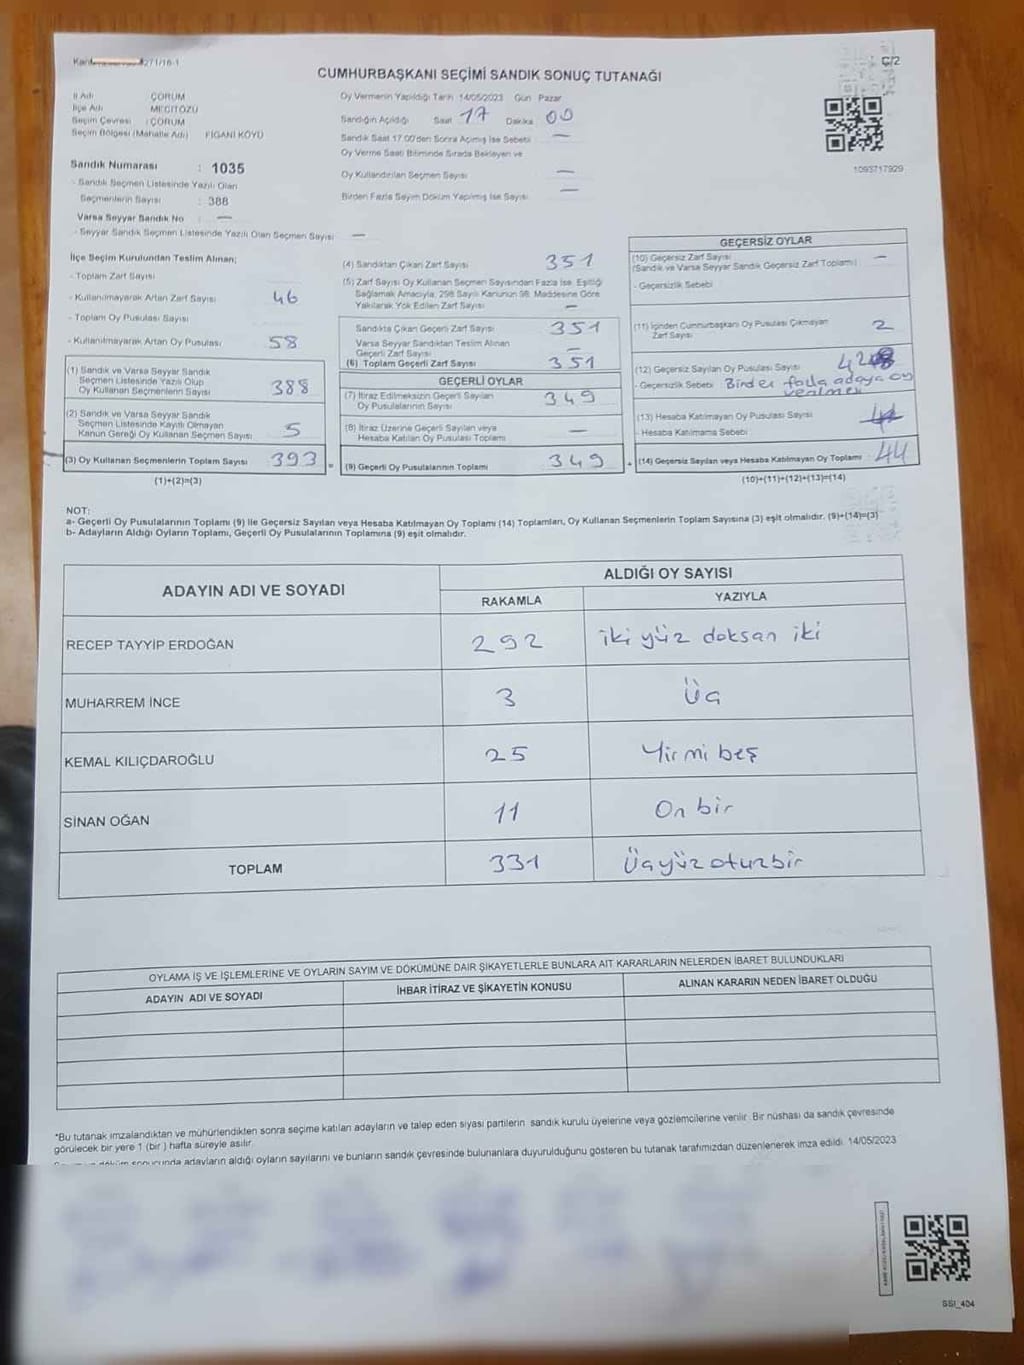 271/16-1
C/2
CUMHURBAŞKANI SEÇİMİ SANDIK SONUÇ TUTANAĞI
İl Adı ÇORUM
İlçe Adı MECİTÖZÜ
Seçim Çevresi : ÇORUM
Seçim Bölgesi (Mahalle Adı) FIGANI KÖYÜ
Oy Vermenin Yapıldığı Tarih 14/05/2023 Gün Pazar
Sandığın Açıldığı Saat 17 Dakika 00
Sandık Saat 17.00'den Sonra Açılmış İse Sebebi —
Oy Verme Saati Bitiminde Sırada Bekleyen ve
Oy Kullandırılan Seçmen Sayısı —
Birden Fazla Sayım Döküm Yapılmış İse Sayısı —
1093717929
Sandık Numarası : 1035
- Sandık Seçmen Listesinde Yazılı Olan
Seçmenlerin Sayısı : 388
Varsa Seyyar Sandık No : —
- Seyyar Sandık Seçmen Listesinde Yazılı Olan Seçmen Sayısı —
İlçe Seçim Kurulundan Teslim Alınan;
- Toplam Zarf Sayısı
- Kullanılmayarak Artan Zarf Sayısı 46
- Toplam Oy Pusulası Sayısı
- Kullanılmayarak Artan Oy Pusulası 58
(1) Sandık ve Varsa Seyyar Sandık
Seçmen Listesinde Yazılı Olup
Oy Kullanan Seçmenlerin Sayısı 388
(2) Sandık ve Varsa Seyyar Sandık
Seçmen Listesinde Kayıtlı Olmayan
Kanun Gereği Oy Kullanan Seçmen Sayısı 5
(3) Oy Kullanan Seçmenlerin Toplam Sayısı 393
(1)+(2)=(3)
(4) Sandıktan Çıkan Zarf Sayısı 351
(5) Zarf Sayısı Oy Kullanan Seçmen Sayısından Fazla İse, Eşitliği
Sağlamak Amacıyla, 298 Sayılı Kanunun 98. Maddesine Göre
Yakılarak Yok Edilen Zarf Sayısı —
Sandıkta Çıkan Geçerli Zarf Sayısı 351
Varsa Seyyar Sandıktan Teslim Alınan
Geçerli Zarf Sayısı —
(6) Toplam Geçerli Zarf Sayısı 351
GEÇERLİ OYLAR
(7) İtiraz Edilmeksizin Geçerli Sayılan
Oy Pusulalarının Sayısı 349
(8) İtiraz Üzerine Geçerli Sayılan veya
Hesaba Katılan Oy Pusulası Toplamı —
= (9) Geçerli Oy Pusulalarının Toplamı 349
GEÇERSİZ OYLAR
(10) Geçersiz Zarf Sayısı —
(Sandık ve Varsa Seyyar Sandık Geçersiz Zarf Toplamı)
- Geçersizlik Sebebi
(11) İçinden Cumhurbaşkanı Oy Pusulası Çıkmayan 2
Zarf Sayısı
(12) Geçersiz Sayılan Oy Pusulası Sayısı
- Geçersizlik Sebebi Birden fazla adaya oy
verilmesi
(13) Hesaba Katılmayan Oy Pusulası Sayısı
- Hesaba Katılmama Sebebi
+ (14) Geçersiz Sayılan veya Hesaba Katılmayan Oy Toplamı 44
(10)+(11)+(12)+(13)=(14)
NOT:
a- Geçerli Oy Pusulalarının Toplamı (9) İle Geçersiz Sayılan veya Hesaba Katılmayan Oy Toplamı (14) Toplamları, Oy Kullanan Seçmenlerin Toplam Sayısına (3) eşit olmalıdır. (9)+(14)=(3)
b- Adayların Aldığı Oyların Toplamı, Geçerli Oy Pusulalarının Toplamına (9) eşit olmalıdır.
ADAYIN ADI VE SOYADI ALDIĞI OY SAYISI
RAKAMLA YAZIYLA
RECEP TAYYİP ERDOĞAN 292 iki yüz doksan iki
MUHARREM İNCE 3 Üç
KEMAL KILIÇDAROĞLU 25 Yirmi beş
SİNAN OĞAN 11 On bir
TOPLAM 331 Üçyüzotuzbir
OYLAMA İŞ VE İŞLEMLERİNE VE OYLARIN SAYIM VE DÖKÜMÜNE DAİR ŞİKAYETLERLE BUNLARA AİT KARARLARIN NELERDEN İBARET BULUNDUKLARI
ADAYIN ADI VE SOYADI İHBAR İTİRAZ VE ŞİKAYETİN KONUSU ALINAN KARARIN NEDEN İBARET OLDUĞU
*Bu tutanak imzalandıktan ve mühürlendikten sonra seçime katılan adayların ve talep eden siyasi partilerin sandık kurulu üyelerine veya gözlemcilerine verilir. Bir nüshası da sandık çevresinde
görülecek bir yere 1 (bir ) hafta süreyle asılır.
adayların aldığı oyların sayılarını ve bunların sandık çevresinde bulunanlara duyurulduğunu gösteren bu tutanak tarafımızdan düzenlenerek imza edildi. 14/05/2023
SSI_404